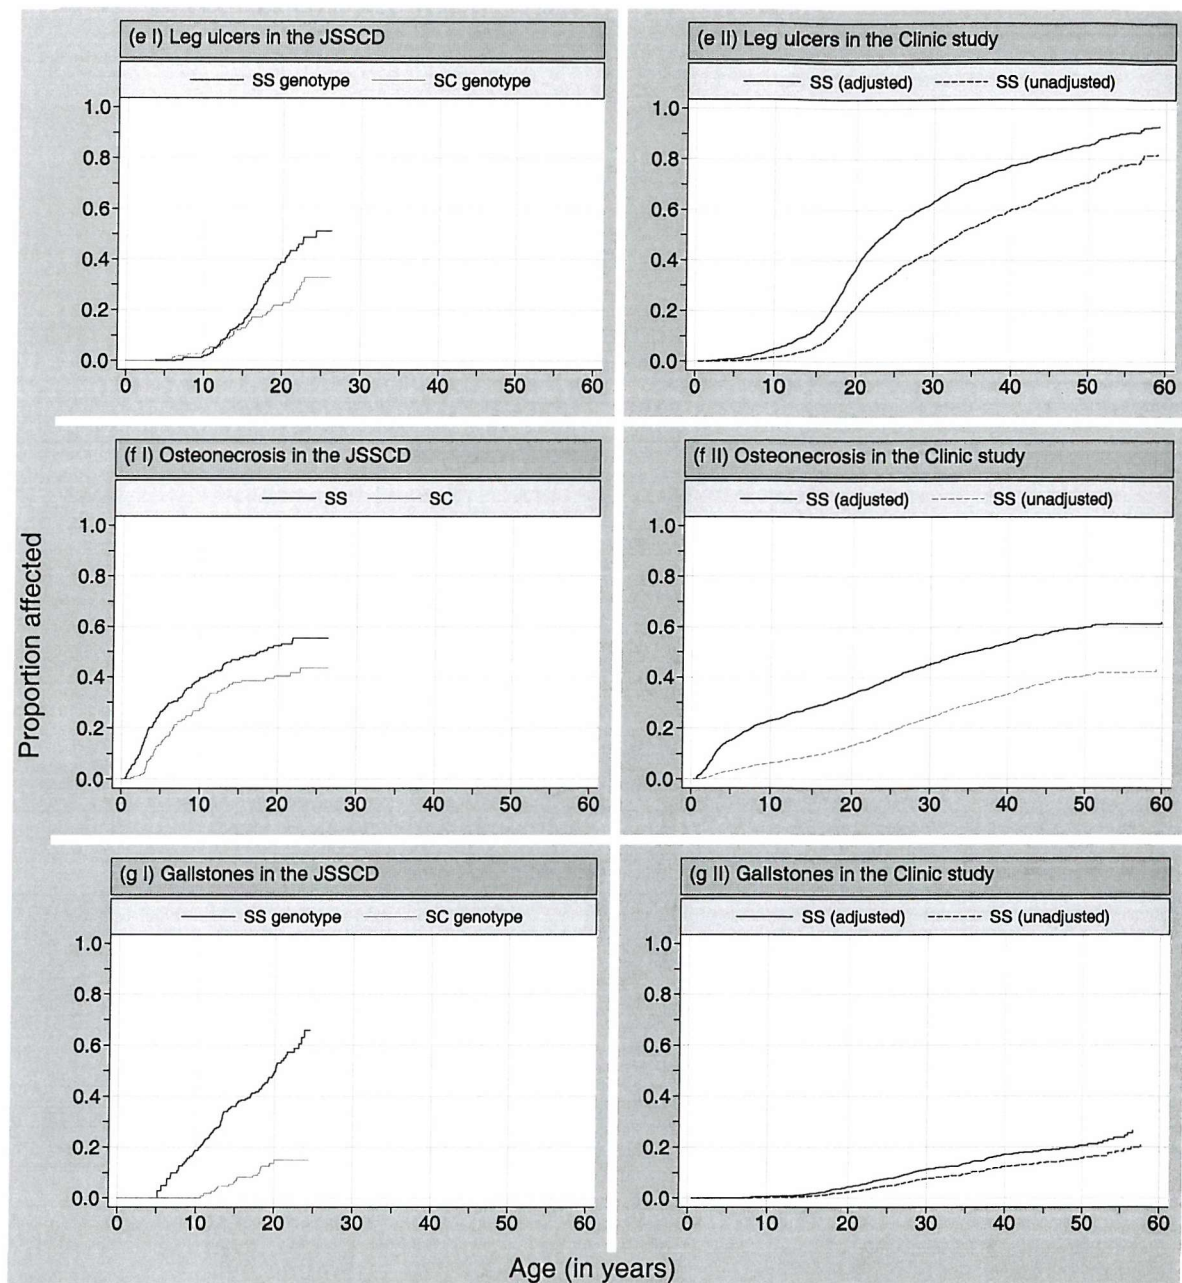 (e I) Leg ulcers in the JSSCD
SS genotype SC genotype
1.0
0.8
0.6
0.4
0.2
0.0
0 10 20 30 40 50 60
(e II) Leg ulcers in the Clinic study
SS (adjusted) SS (unadjusted)
1.0
0.8
0.6
0.4
0.2
0.0
0 10 20 30 40 50 60
(f I) Osteonecrosis in the JSSCD
SS SC
1.0
0.8
0.6
0.4
0.2
0.0
0 10 20 30 40 50 60
(f II) Osteonecrosis in the Clinic study
SS (adjusted) SS (unadjusted)
1.0
0.8
0.6
0.4
0.2
0.0
0 10 20 30 40 50 60
(g I) Gallstones in the JSSCD
SS genotype SC genotype
1.0
0.8
0.6
0.4
0.2
0.0
0 10 20 30 40 50 60
(g II) Gallstones in the Clinic study
SS (adjusted) SS (unadjusted)
1.0
0.8
0.6
0.4
0.2
0.0
0 10 20 30 40 50 60
Proportion affected
Age (in years)